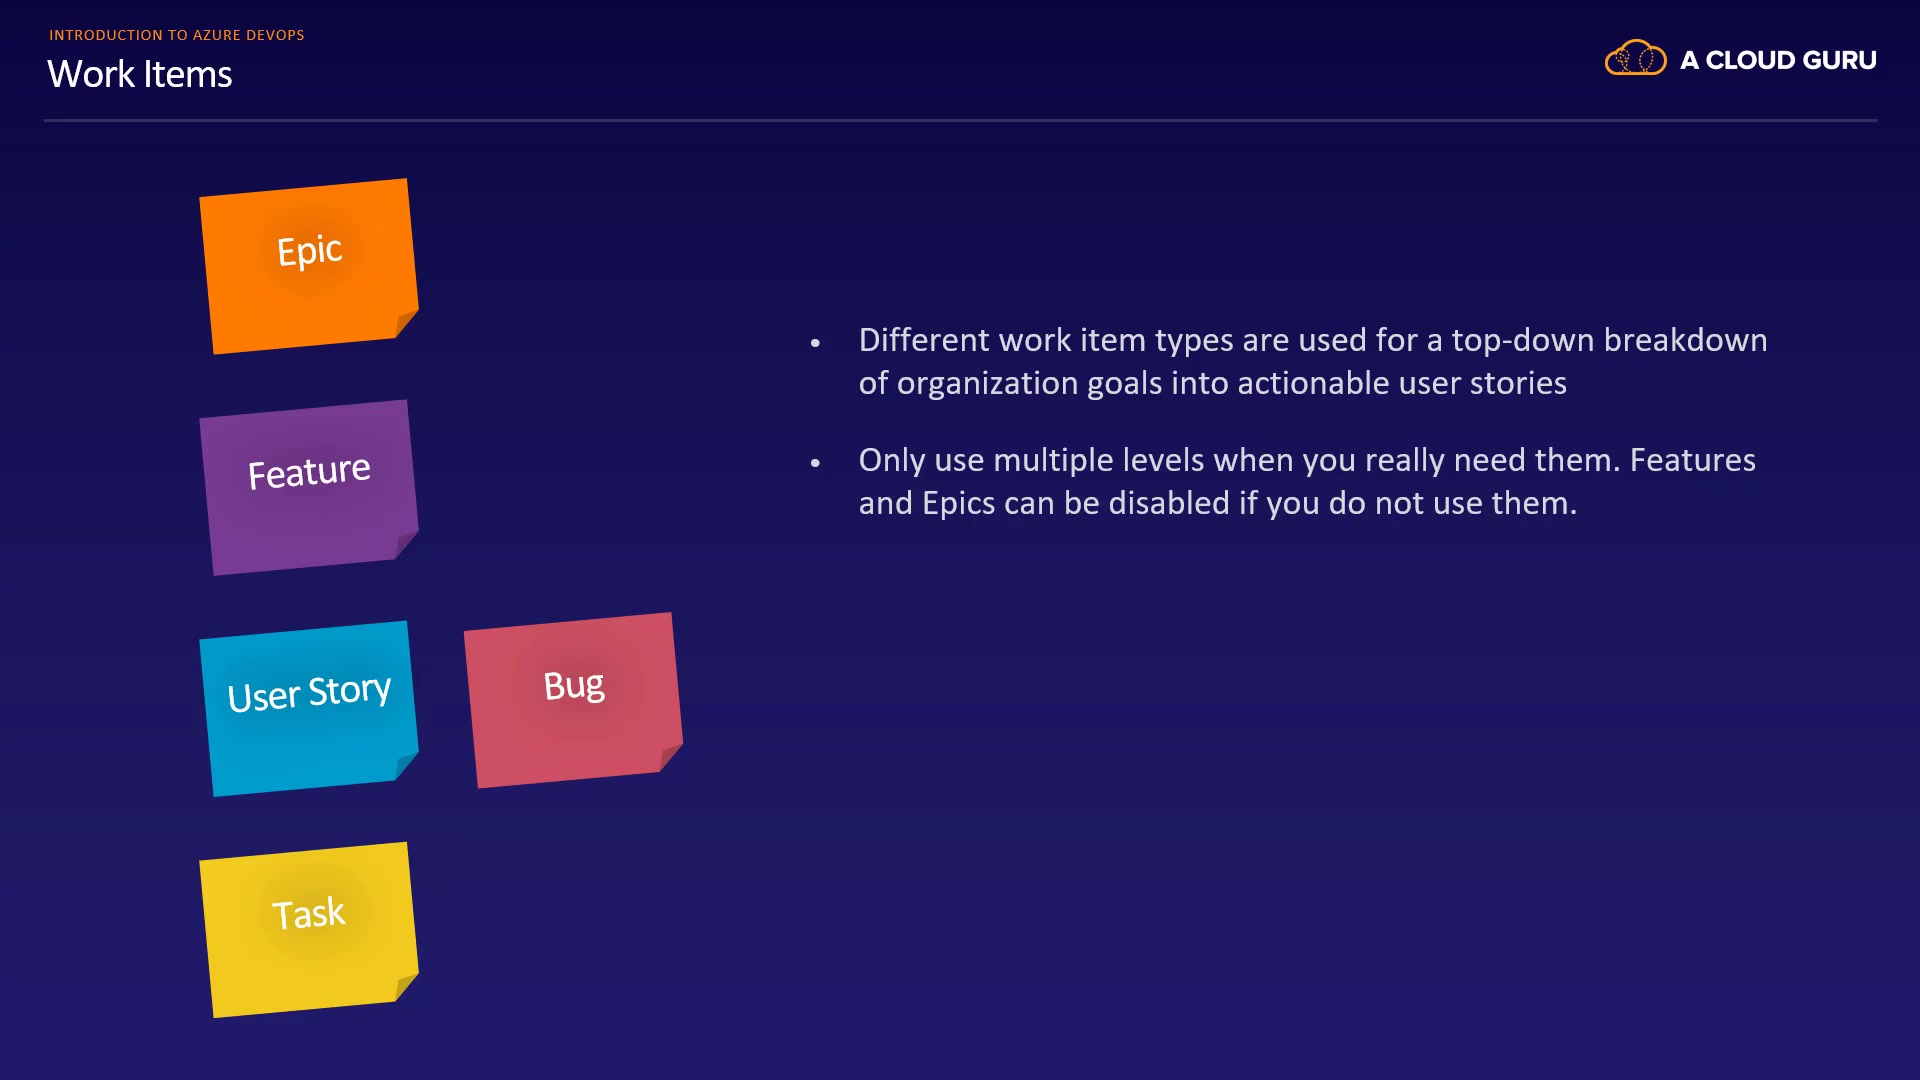 INTRODUCTION TO AZURE DEVOPS
Work Items
A CLOUD GURU
Epic
Feature
User Story
Bug
Task
• Different work item types are used for a top-down breakdown
of organization goals into actionable user stories
• Only use multiple levels when you really need them. Features
and Epics can be disabled if you do not use them.